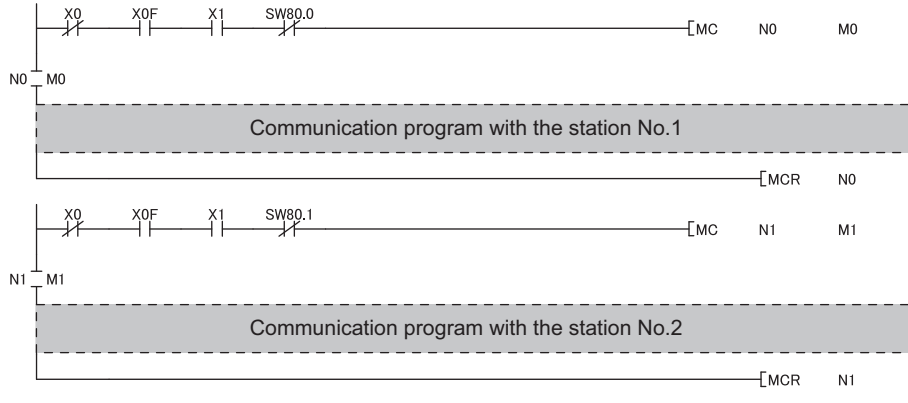 X0 X0F X1 SW80.0
MC N0 M0
N0 M0
Communication program with the station No.1
MCR N0
X0 X0F X1 SW80.1
MC N1 M1
N1 M1
Communication program with the station No.2
MCR N1